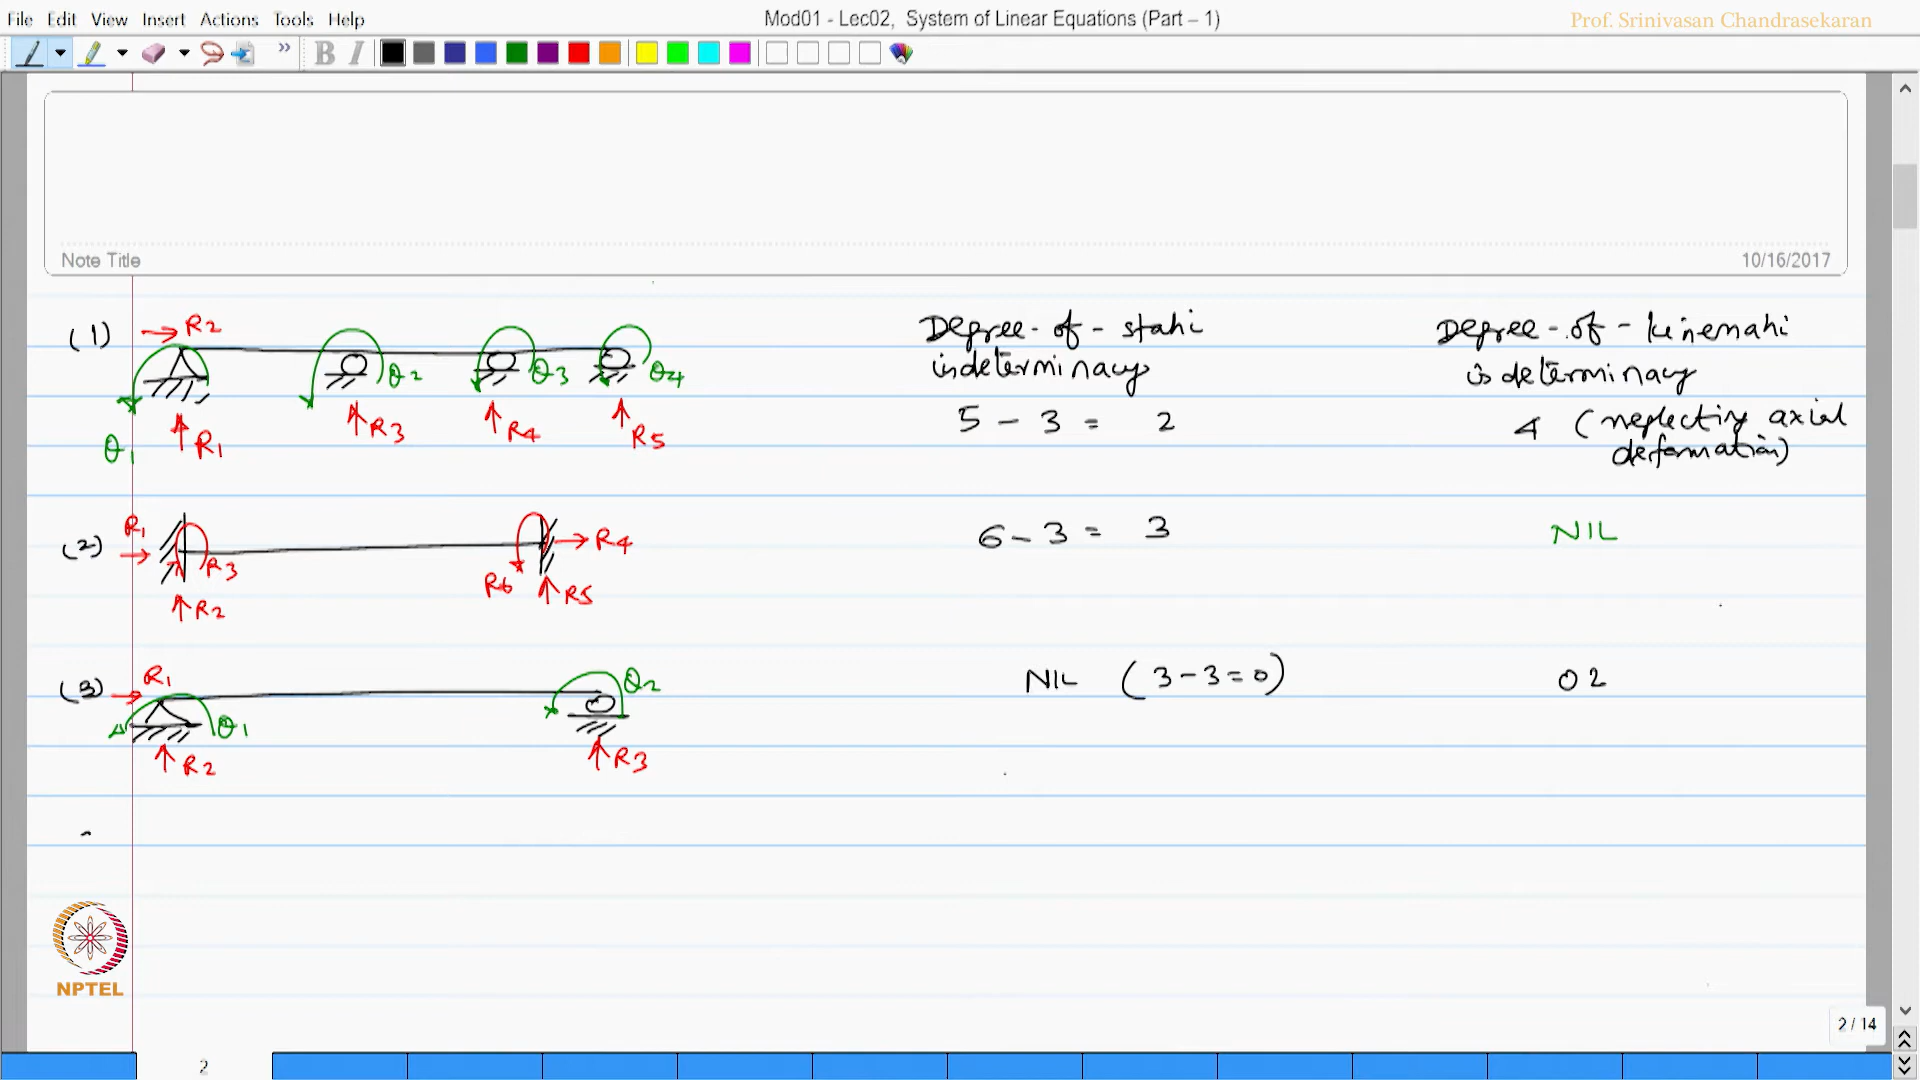 File Edit View Insert Actions Tools Help
Mod01 - Lec02, System of Linear Equations (Part – 1)
Prof. Srinivasan Chandrasekaran
B I
Note Title
10/16/2017
(1) R2 θ1 R1 θ2 R3 θ3 R4 θ4 R5
Degree-of-static
indeterminacy
5 - 3 = 2
Degree-of-kinematic
indeterminacy
4 (neglecting axial
deformation)
(2) R1 R2 R3 R4 R5 R6
6 - 3 = 3
NIL
(3) R1 θ1 R2 θ2 R3
NIL (3 - 3 = 0)
02
NPTEL
2 / 14
2